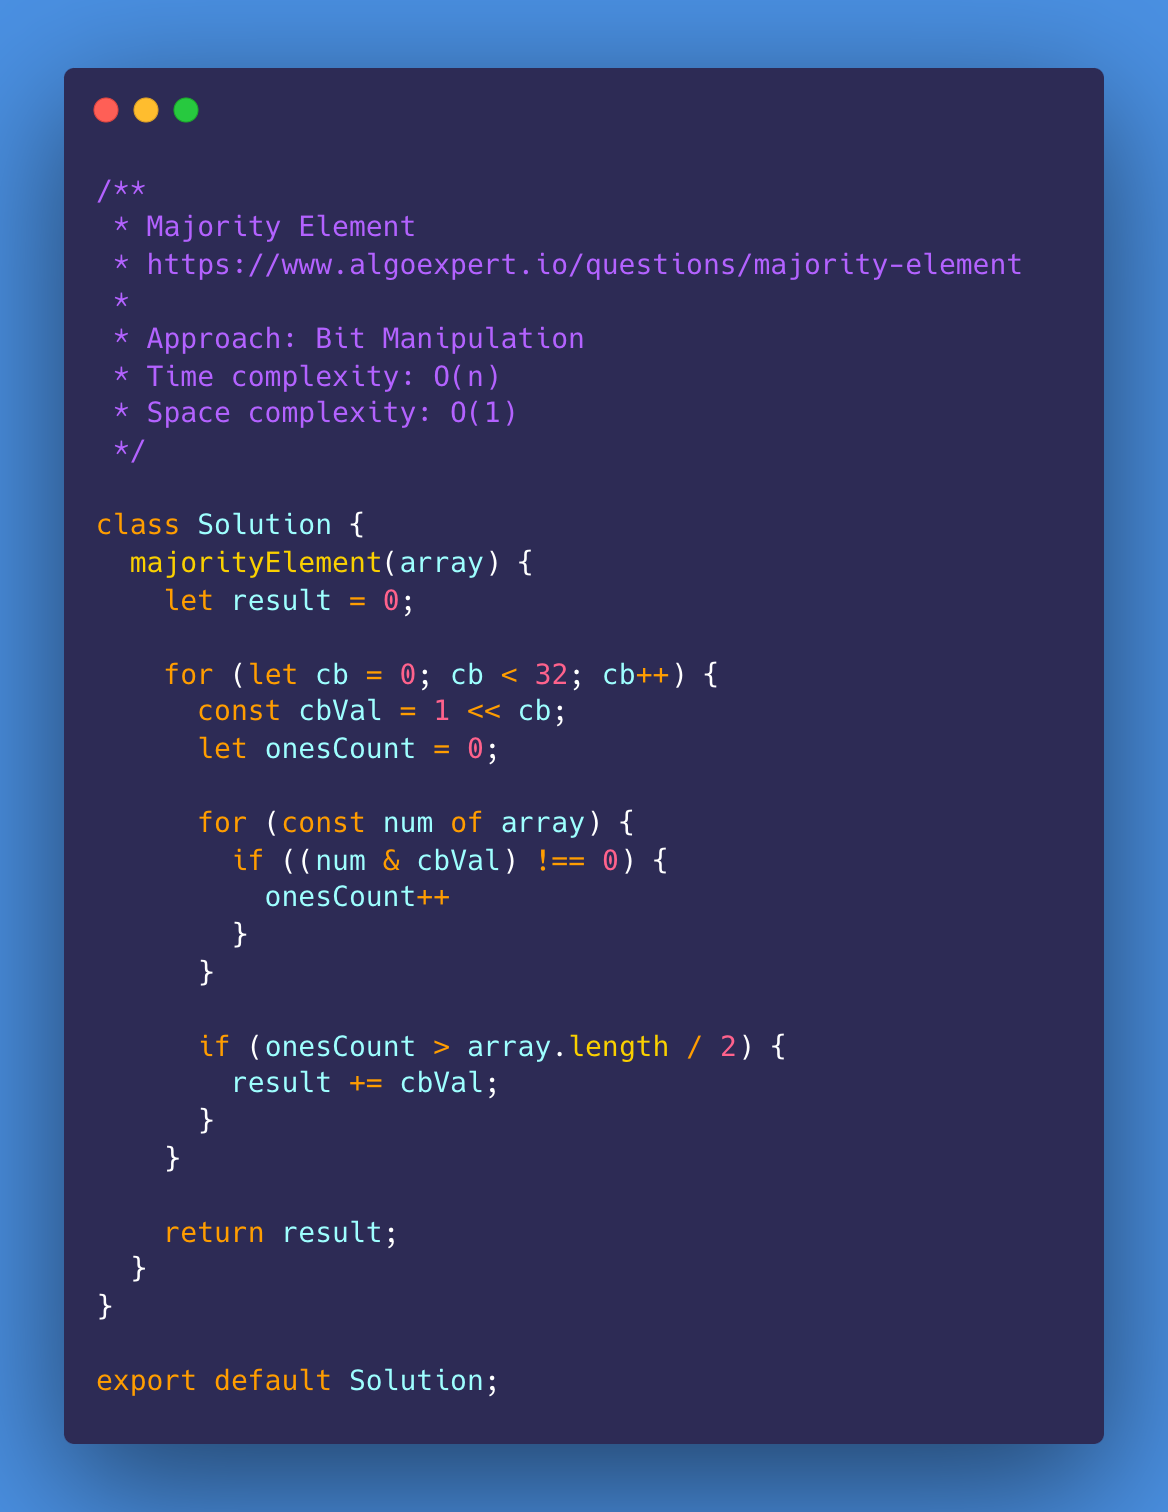 /**
 * Majority Element
 * https://www.algoexpert.io/questions/majority-element
 *
 * Approach: Bit Manipulation
 * Time complexity: O(n)
 * Space complexity: O(1)
 */

class Solution {
  majorityElement(array) {
    let result = 0;

    for (let cb = 0; cb < 32; cb++) {
      const cbVal = 1 << cb;
      let onesCount = 0;

      for (const num of array) {
        if ((num & cbVal) !== 0) {
          onesCount++
        }
      }

      if (onesCount > array.length / 2) {
        result += cbVal;
      }
    }

    return result;
  }
}

export default Solution;